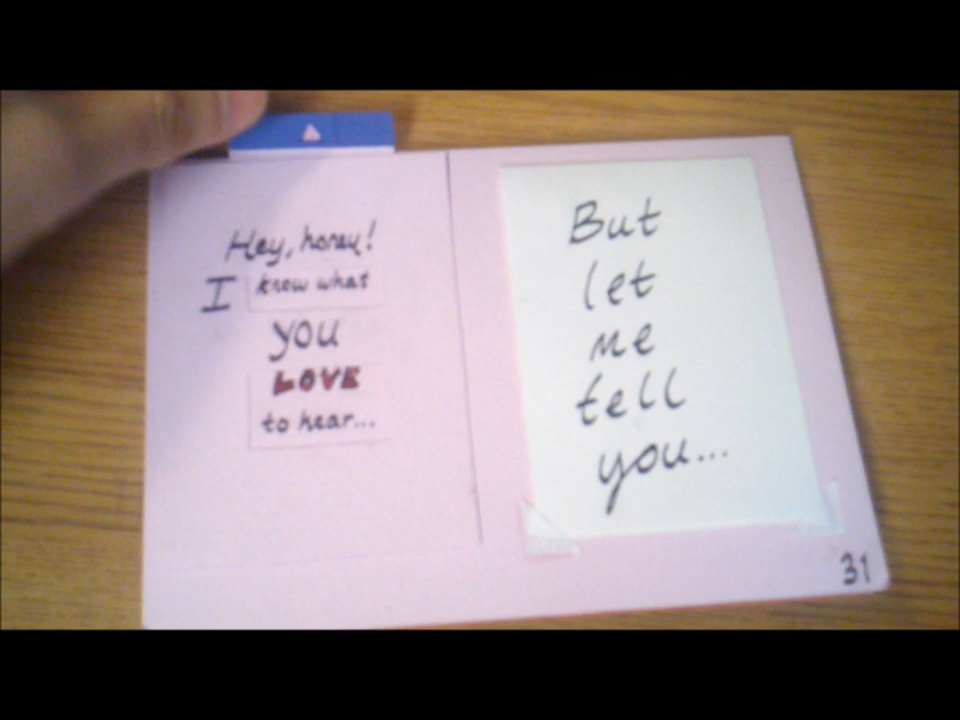 Hey, honey!
I know what
you
LOVE
to hear...
But
let
me
tell
you...
31